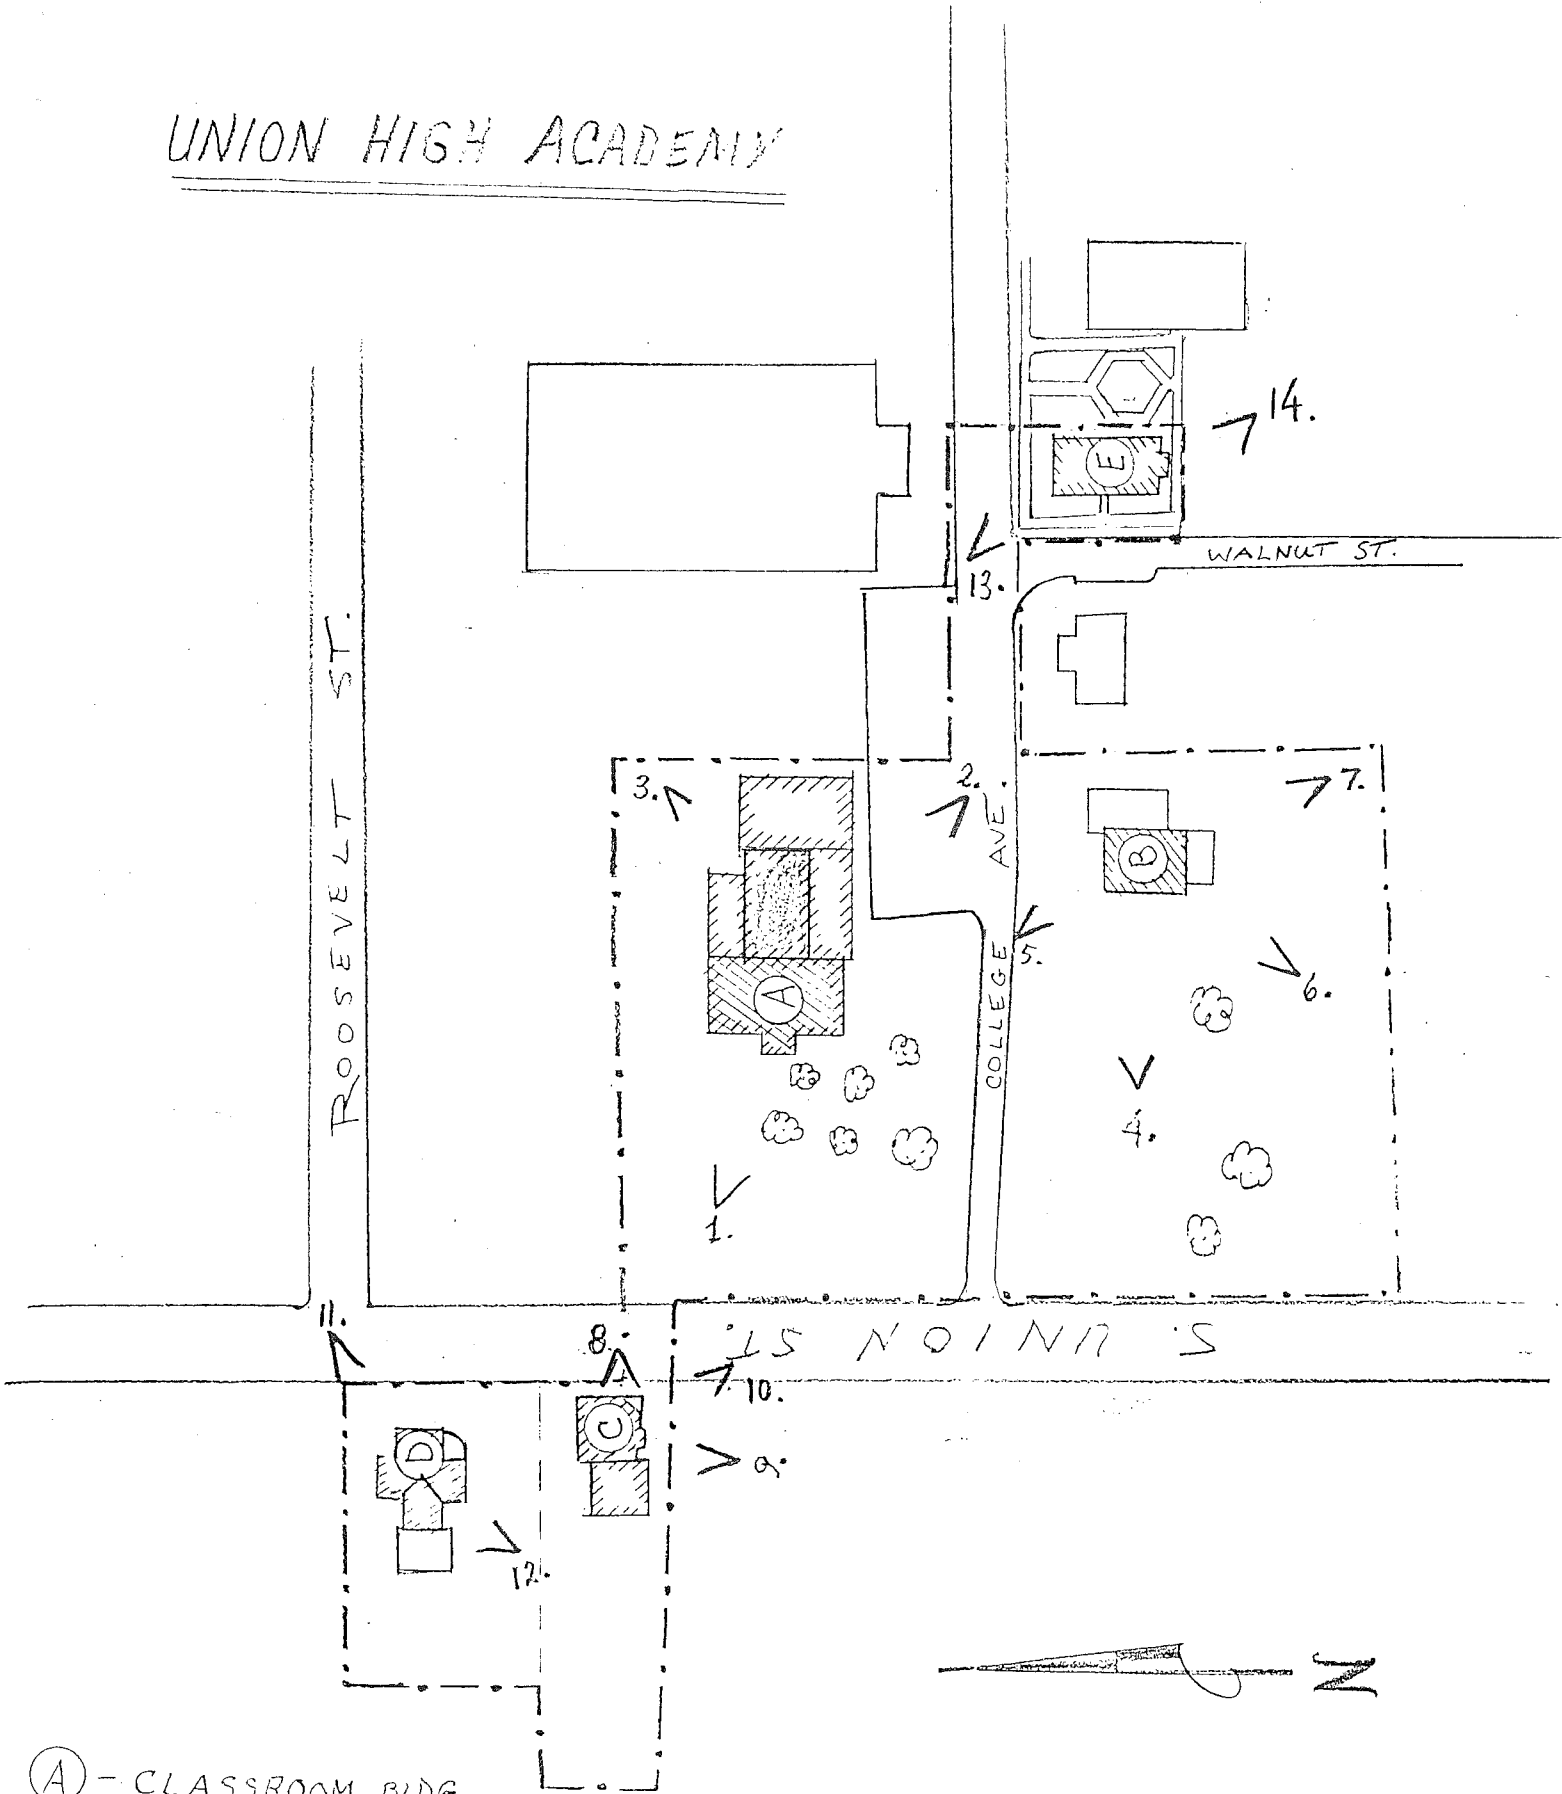 UNION HIGH ACADEMY
14.
E
WALNUT ST.
13.
ROOSEVELT ST.
3.
2.
7.
COLLEGE AVE.
B
5.
6.
A
4.
1.
11.
8.
S. UNION ST.
10.
C
9.
D
12.
N
A - CLASSROOM BLDG